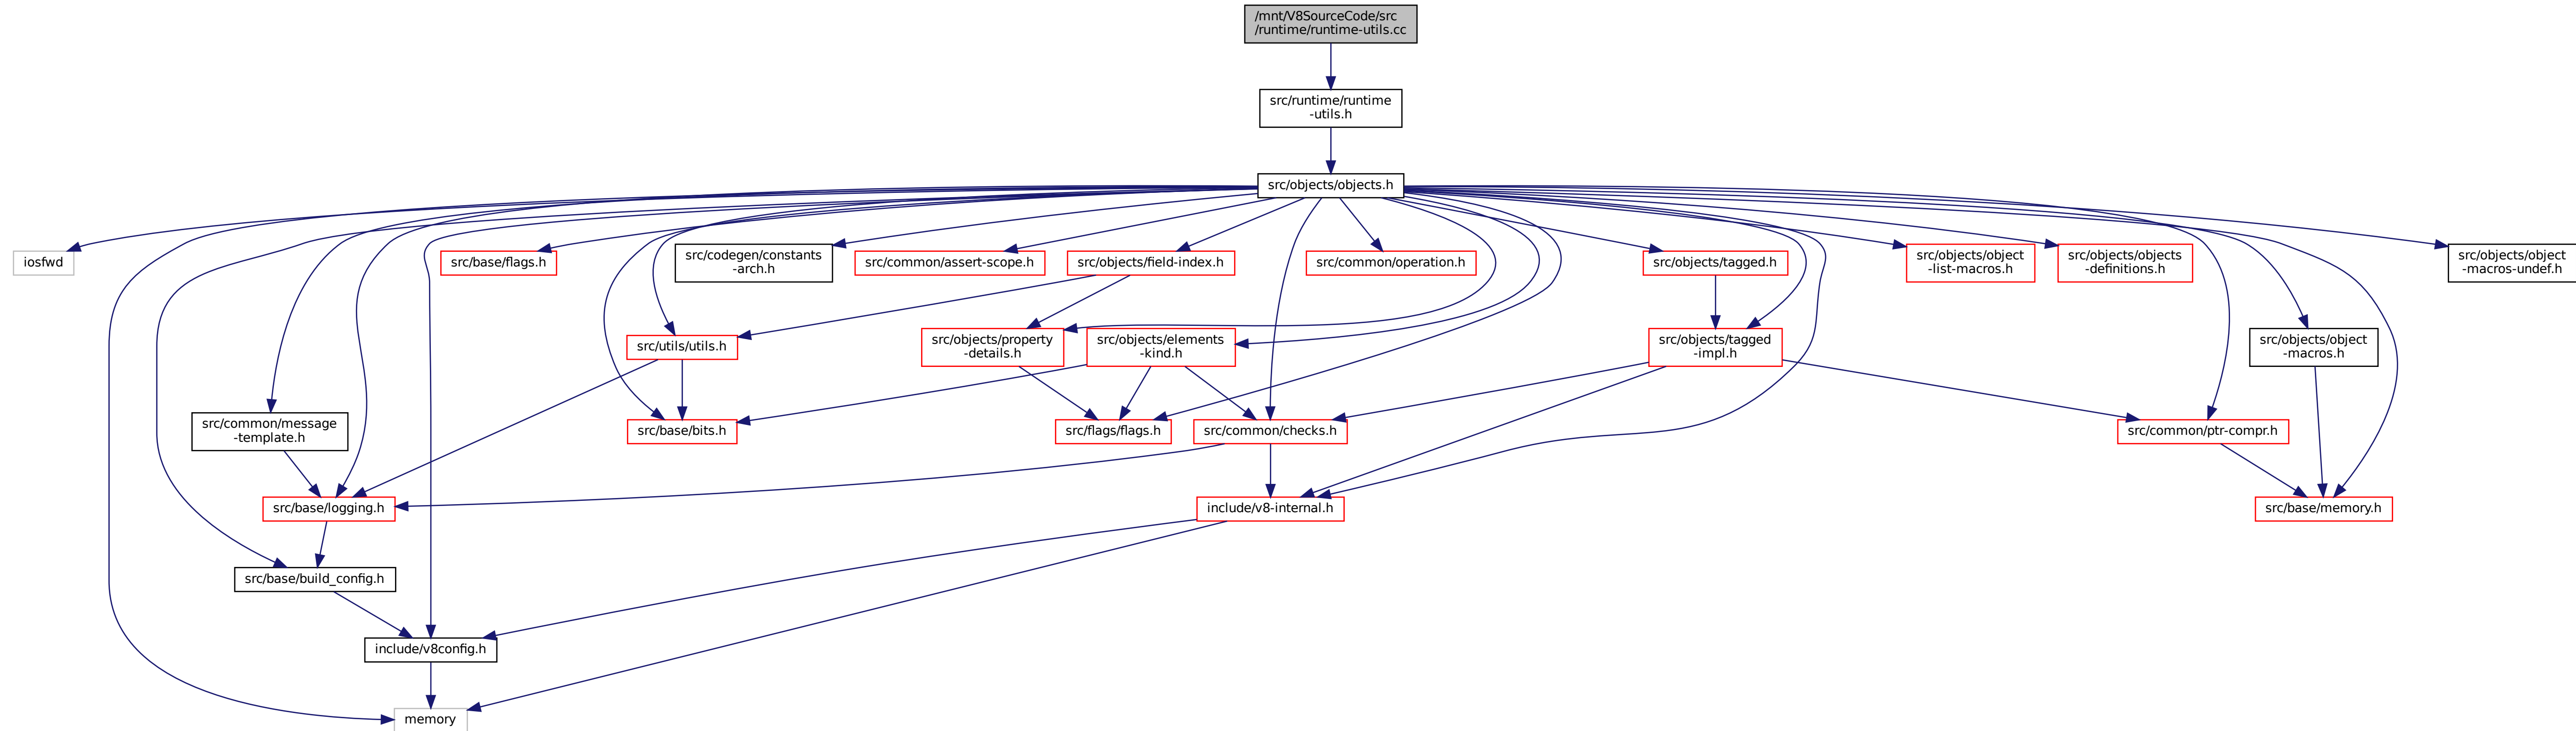 /mnt/V8SourceCode/src
/runtime/runtime-utils.cc
src/runtime/runtime
-utils.h
src/objects/objects.h
iosfwd
src/base/flags.h
src/codegen/constants
-arch.h
src/common/assert-scope.h
src/objects/field-index.h
src/common/operation.h
src/objects/tagged.h
src/objects/object
-list-macros.h
src/objects/objects
-definitions.h
src/objects/object
-macros-undef.h
src/utils/utils.h
src/objects/property
-details.h
src/objects/elements
-kind.h
src/objects/tagged
-impl.h
src/objects/object
-macros.h
src/common/message
-template.h
src/base/bits.h
src/flags/flags.h
src/common/checks.h
src/common/ptr-compr.h
src/base/logging.h
include/v8-internal.h
src/base/memory.h
src/base/build_config.h
include/v8config.h
memory